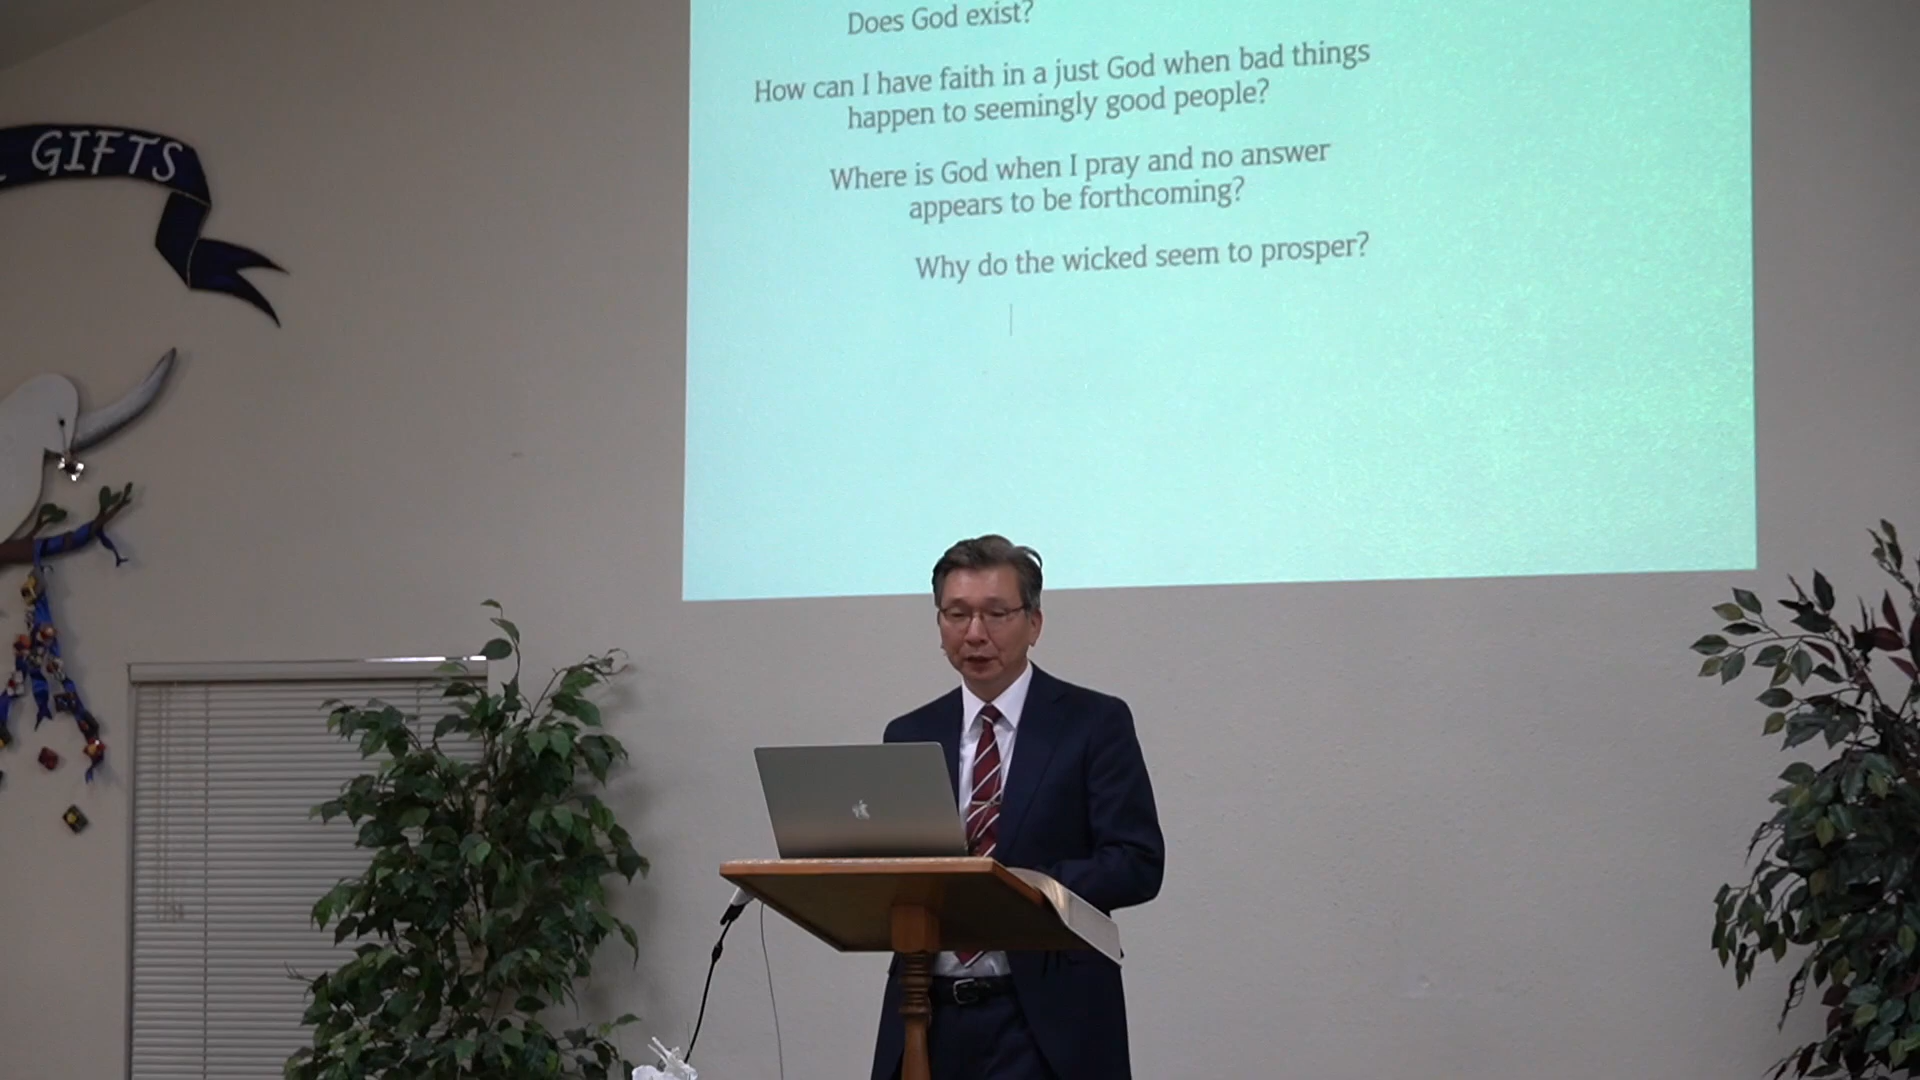 GIFTS
Does God exist?
How can I have faith in a just God when bad things
happen to seemingly good people?
Where is God when I pray and no answer
appears to be forthcoming?
Why do the wicked seem to prosper?